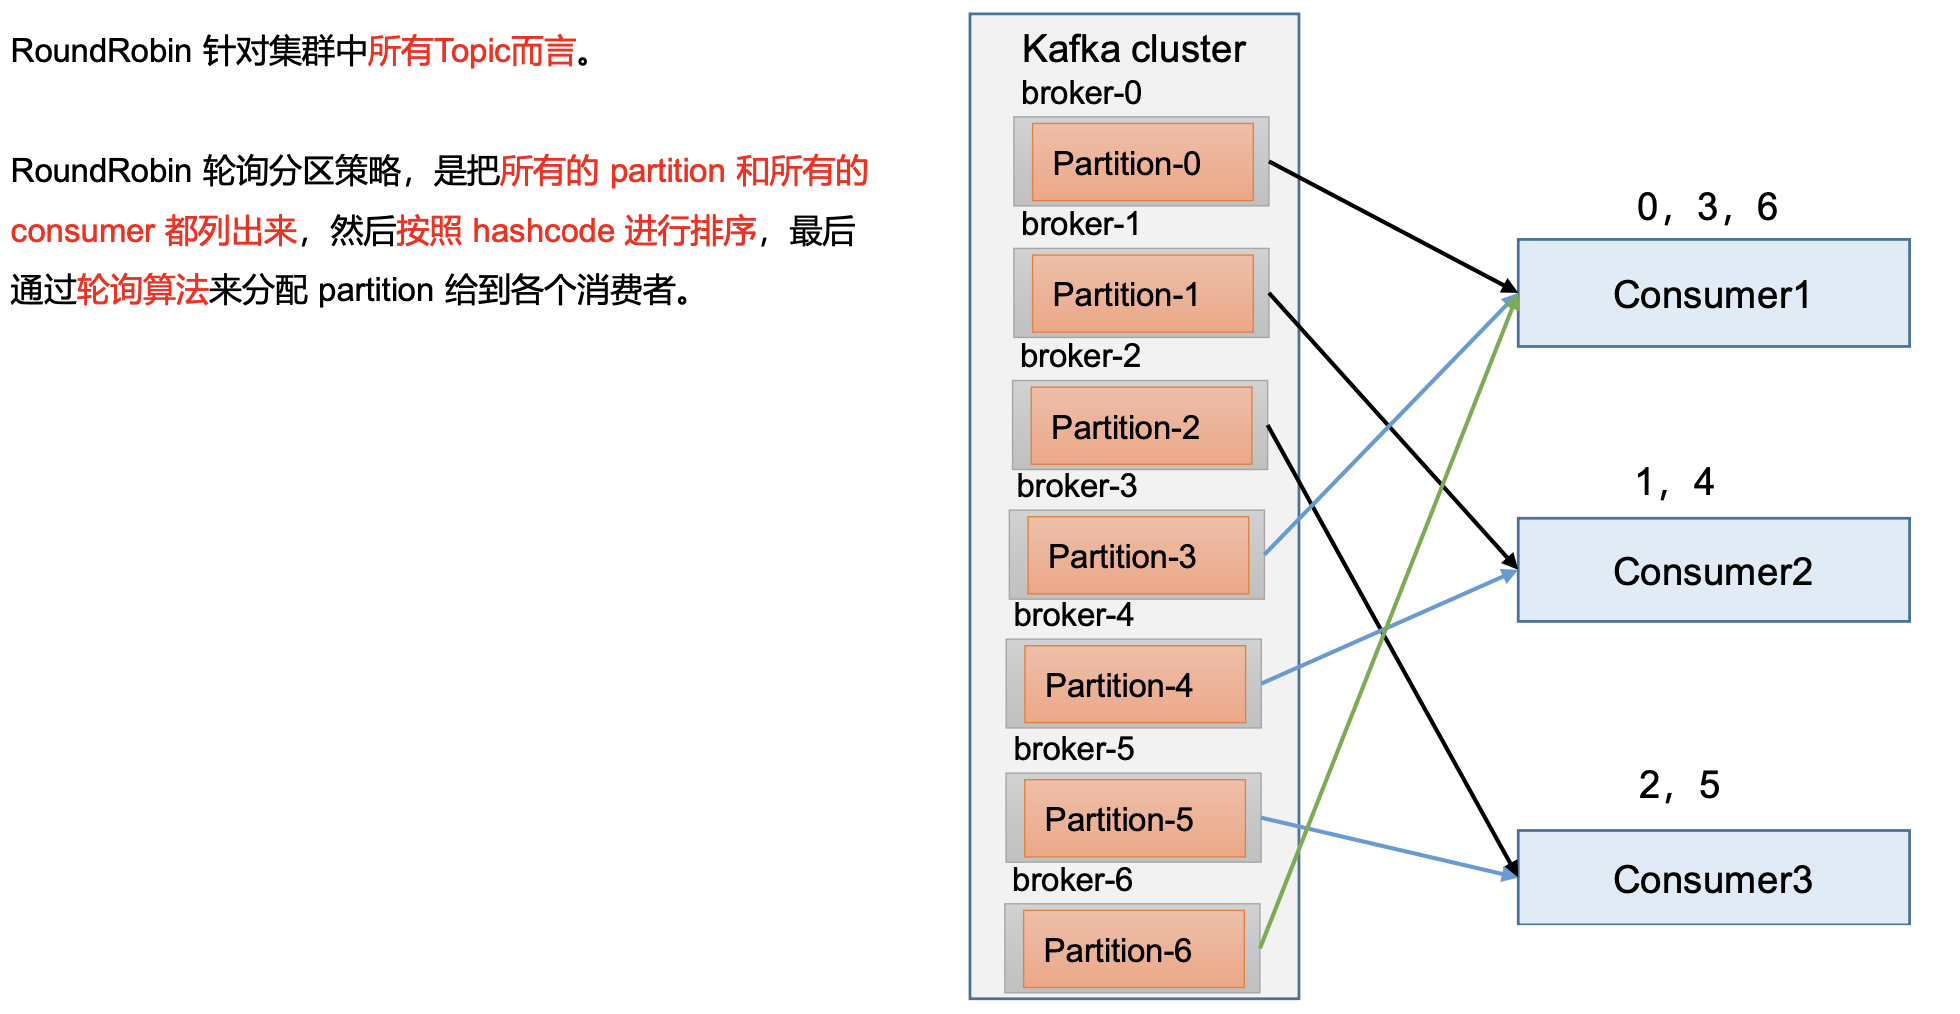 RoundRobin 针对集群中所有Topic而言。
RoundRobin 轮询分区策略，是把所有的 partition 和所有的
consumer 都列出来，然后按照 hashcode 进行排序，最后
通过轮询算法来分配 partition 给到各个消费者。
Kafka cluster
broker-0
Partition-0
broker-1
Partition-1
broker-2
Partition-2
broker-3
Partition-3
broker-4
Partition-4
broker-5
Partition-5
broker-6
Partition-6
0，3，6
Consumer1
1，4
Consumer2
2，5
Consumer3